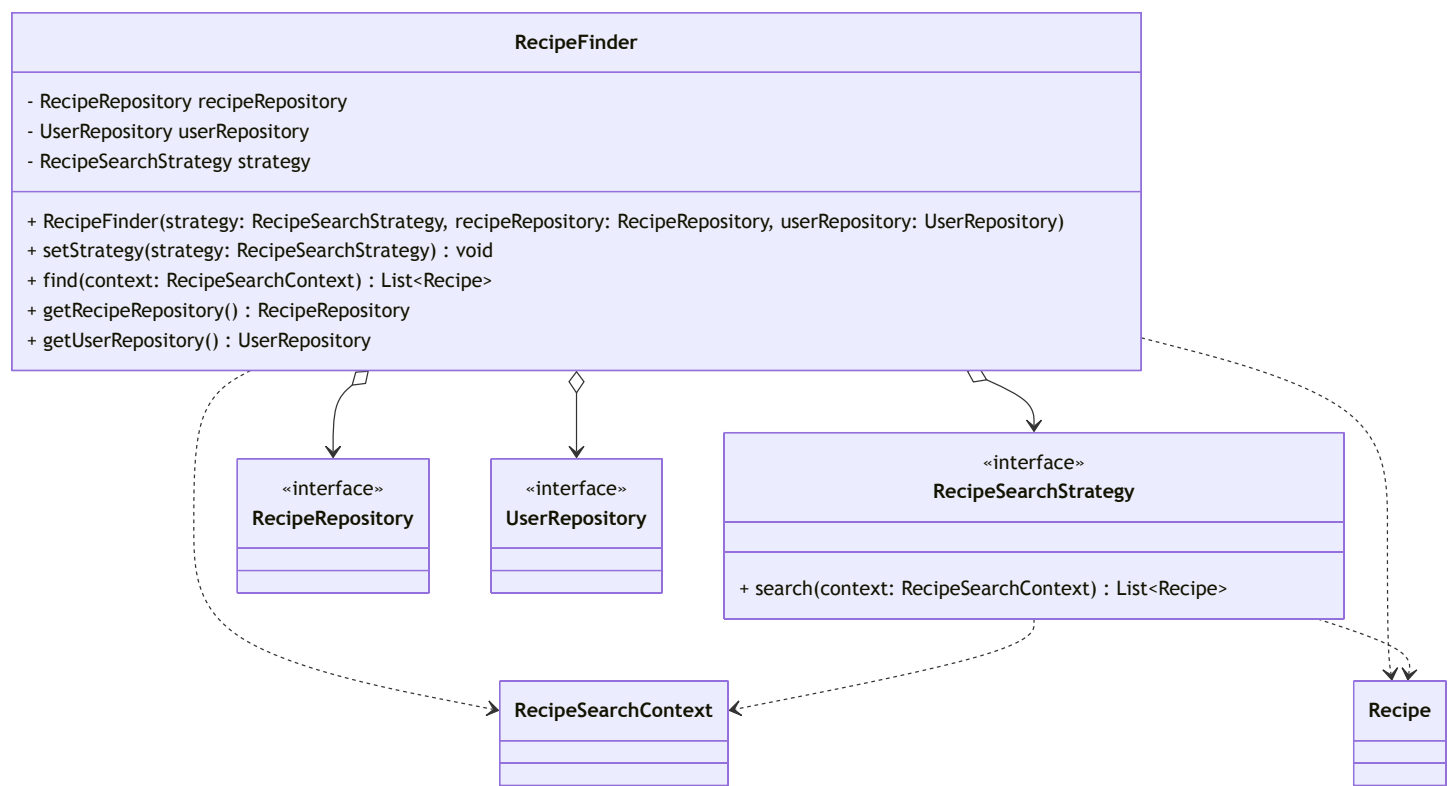 RecipeFinder
- RecipeRepository recipeRepository
- UserRepository userRepository
- RecipeSearchStrategy strategy
+ RecipeFinder(strategy: RecipeSearchStrategy, recipeRepository: RecipeRepository, userRepository: UserRepository)
+ setStrategy(strategy: RecipeSearchStrategy) : void
+ find(context: RecipeSearchContext) : List<Recipe>
+ getRecipeRepository() : RecipeRepository
+ getUserRepository() : UserRepository
«interface»
RecipeRepository
«interface»
UserRepository
«interface»
RecipeSearchStrategy
+ search(context: RecipeSearchContext) : List<Recipe>
RecipeSearchContext
Recipe